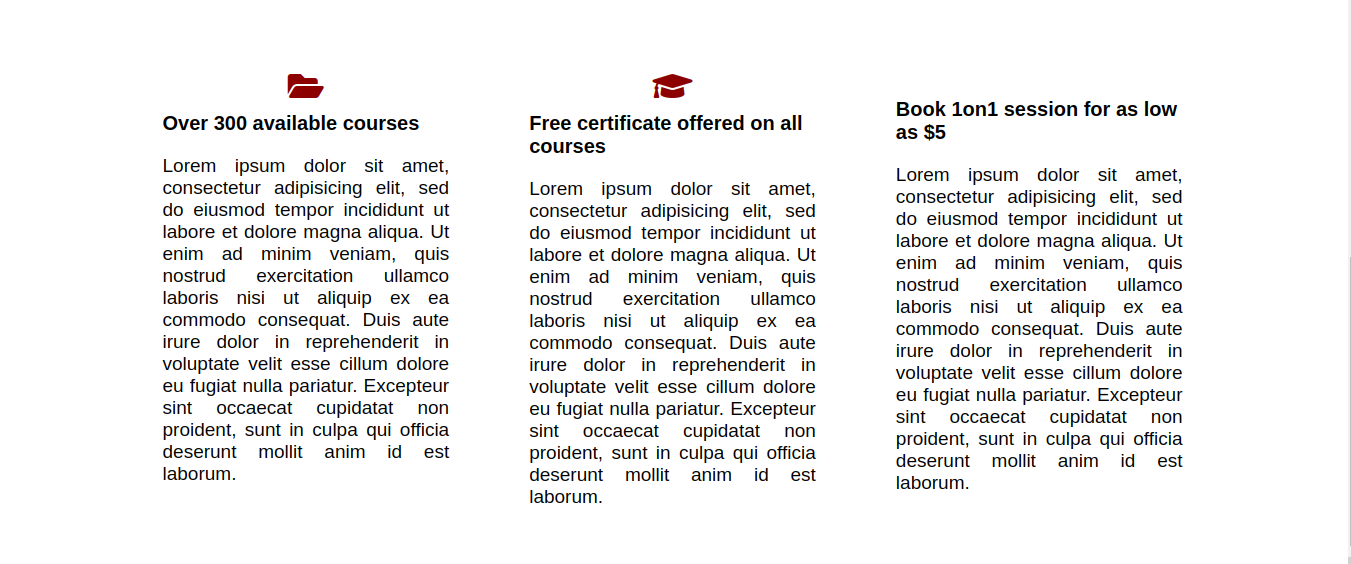 Over 300 available courses
Lorem ipsum dolor sit amet,
consectetur adipisicing elit, sed
do eiusmod tempor incididunt ut
labore et dolore magna aliqua. Ut
enim ad minim veniam, quis
nostrud exercitation ullamco
laboris nisi ut aliquip ex ea
commodo consequat. Duis aute
irure dolor in reprehenderit in
voluptate velit esse cillum dolore
eu fugiat nulla pariatur. Excepteur
sint occaecat cupidatat non
proident, sunt in culpa qui officia
deserunt mollit anim id est
laborum.
Free certificate offered on all
courses
Lorem ipsum dolor sit amet,
consectetur adipisicing elit, sed
do eiusmod tempor incididunt ut
labore et dolore magna aliqua. Ut
enim ad minim veniam, quis
nostrud exercitation ullamco
laboris nisi ut aliquip ex ea
commodo consequat. Duis aute
irure dolor in reprehenderit in
voluptate velit esse cillum dolore
eu fugiat nulla pariatur. Excepteur
sint occaecat cupidatat non
proident, sunt in culpa qui officia
deserunt mollit anim id est
laborum.
Book 1on1 session for as low
as $5
Lorem ipsum dolor sit amet,
consectetur adipisicing elit, sed
do eiusmod tempor incididunt ut
labore et dolore magna aliqua. Ut
enim ad minim veniam, quis
nostrud exercitation ullamco
laboris nisi ut aliquip ex ea
commodo consequat. Duis aute
irure dolor in reprehenderit in
voluptate velit esse cillum dolore
eu fugiat nulla pariatur. Excepteur
sint occaecat cupidatat non
proident, sunt in culpa qui officia
deserunt mollit anim id est
laborum.